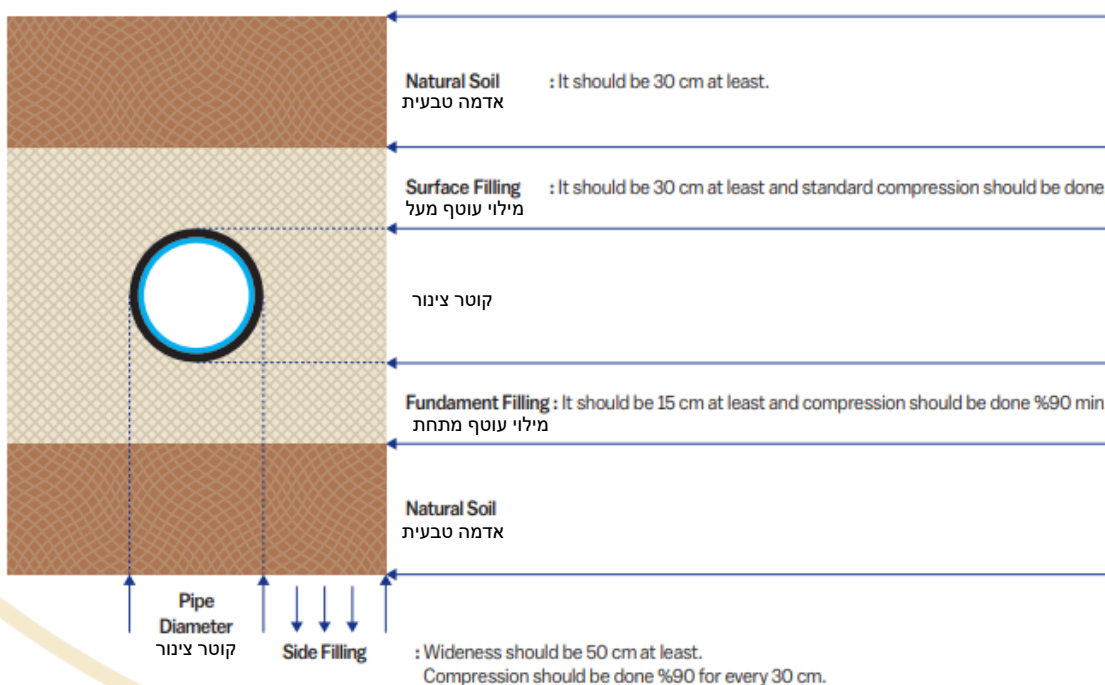 Natural Soil : It should be 30 cm at least.
אדמה טבעית
Surface Filling : It should be 30 cm at least and standard compression should be done
מילוי עוטף מעל
קוטר צינור
Fundament Filling : It should be 15 cm at least and compression should be done %90 min
מילוי עוטף מתחת
Natural Soil
אדמה טבעית
Pipe
Diameter
קוטר צינור
Side Filling : Wideness should be 50 cm at least.
Compression should be done %90 for every 30 cm.